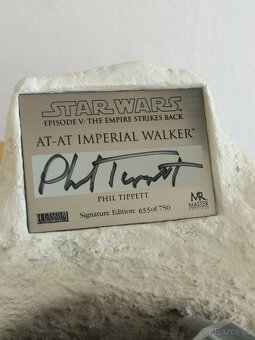 STAR WARS
EPISODE V: THE EMPIRE STRIKES BACK
AT-AT IMPERIAL WALKER™
Phil Tippett
PHIL TIPPETT
Signature Edition: 655 of 750
MR
MASTER